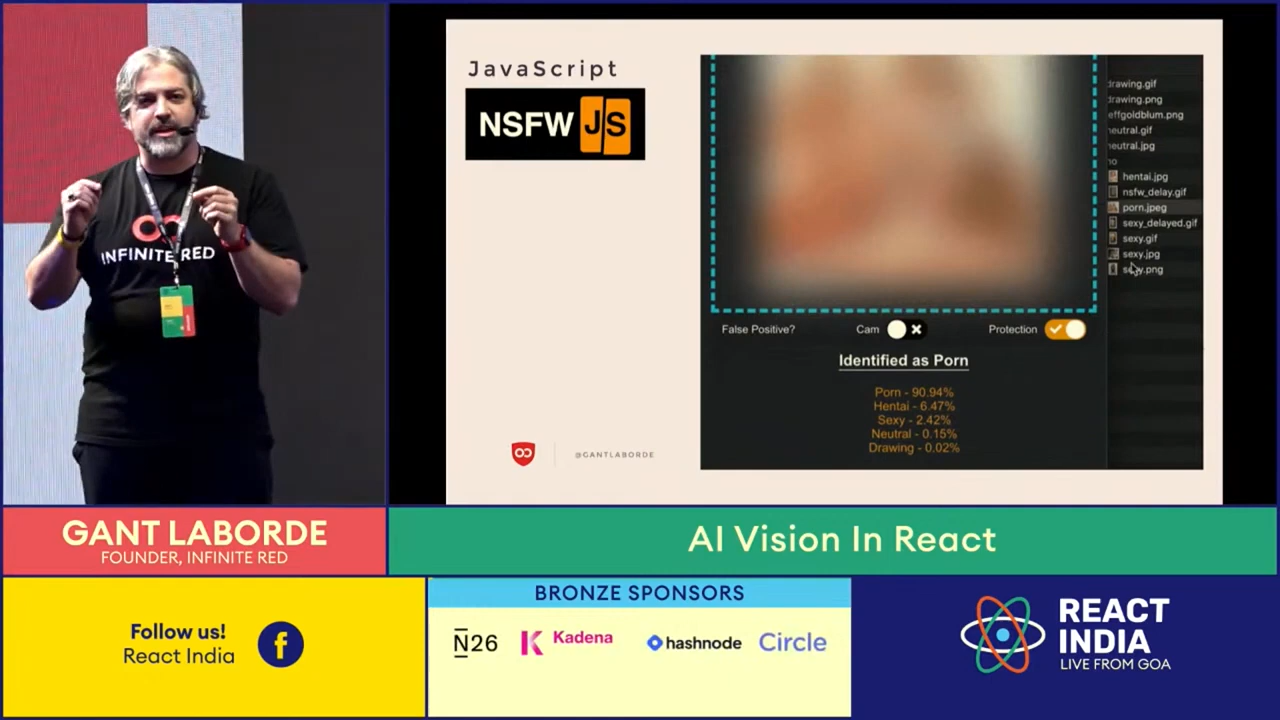 INFINITE RED
JavaScript
NSFW JS
@GANTLABORDE
drawing.gif
drawing.png
effgoldblum.png
neutral.gif
neutral.jpg
no
hentai.jpg
nsfw_delay.gif
porn.jpeg
sexy_delayed.gif
sexy.gif
sexy.jpg
sexy.png
False Positive?
Cam
Protection
Identified as Porn
Porn - 90.94%
Hentai - 6.47%
Sexy - 2.42%
Neutral - 0.15%
Drawing - 0.02%
GANT LABORDE
FOUNDER, INFINITE RED
AI Vision In React
Follow us!
React India
BRONZE SPONSORS
N26
Kadena
hashnode
Circle
REACT
INDIA
LIVE FROM GOA